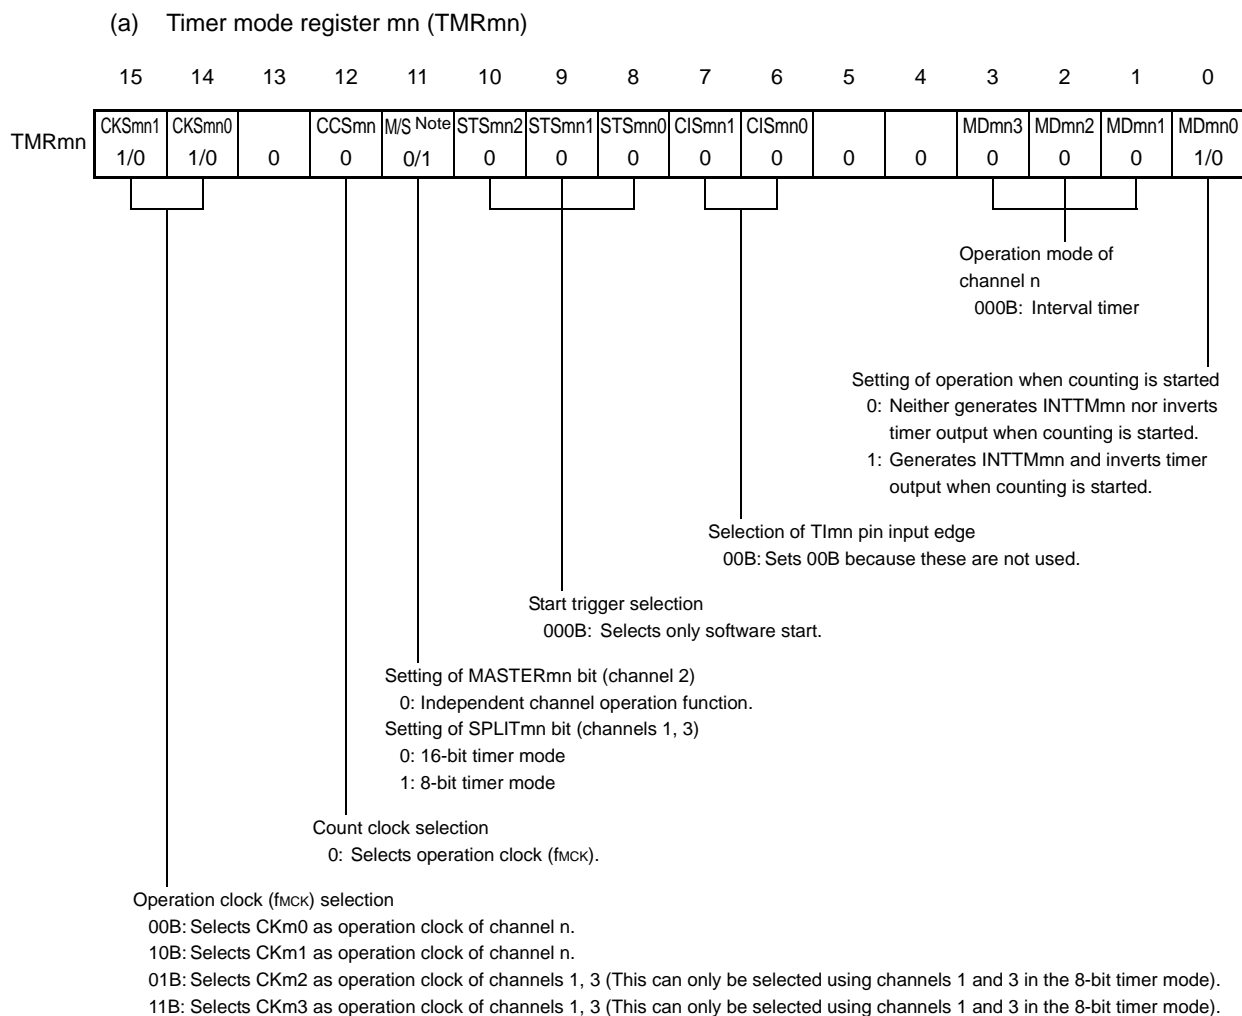 (a) Timer mode register mn (TMRmn)
15 14 13 12 11 10 9 8 7 6 5 4 3 2 1 0
TMRmn CKSmn1 CKSmn0 CCSmn M/S Note STSmn2 STSmn1 STSmn0 CISmn1 CISmn0 MDmn3 MDmn2 MDmn1 MDmn0
1/0 1/0 0 0 0/1 0 0 0 0 0 0 0 0 0 0 1/0
Operation mode of
channel n
000B: Interval timer
Setting of operation when counting is started
0: Neither generates INTTMmn nor inverts
timer output when counting is started.
1: Generates INTTMmn and inverts timer
output when counting is started.
Selection of TImn pin input edge
00B: Sets 00B because these are not used.
Start trigger selection
000B: Selects only software start.
Setting of MASTERmn bit (channel 2)
0: Independent channel operation function.
Setting of SPLITmn bit (channels 1, 3)
0: 16-bit timer mode
1: 8-bit timer mode
Count clock selection
0: Selects operation clock (fMCK).
Operation clock (fMCK) selection
00B: Selects CKm0 as operation clock of channel n.
10B: Selects CKm1 as operation clock of channel n.
01B: Selects CKm2 as operation clock of channels 1, 3 (This can only be selected using channels 1 and 3 in the 8-bit timer mode).
11B: Selects CKm3 as operation clock of channels 1, 3 (This can only be selected using channels 1 and 3 in the 8-bit timer mode).